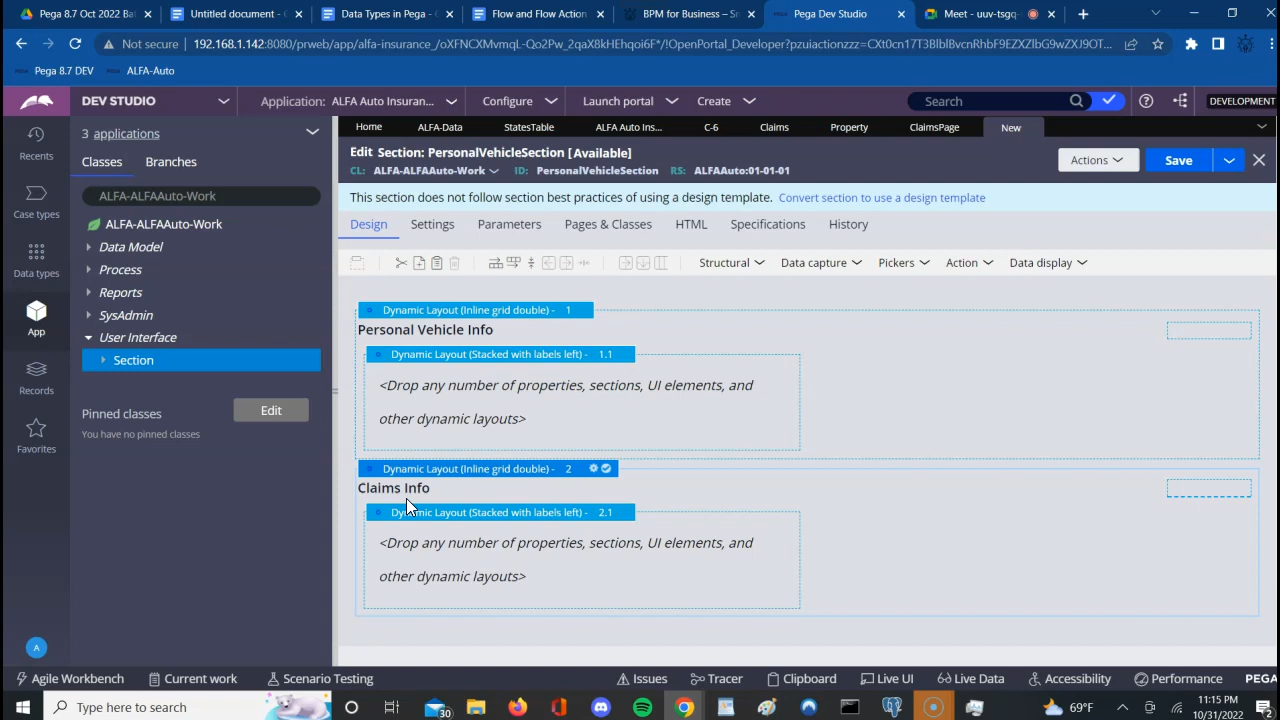 Pega 8.7 Oct 2022 Bat
Untitled document - G
Data Types in Pega -
Flow and Flow Action
BPM for Business – Sn
Pega Dev Studio
Meet - uuv-tsgq
Not secure 192.168.1.142:8080/prweb/app/alfa-insurance_/oXFNCXMvmqL-Qo2Pw_2qaX8kHEhqoi6F*/!OpenPortal_Developer?pzuiactionzzz=CXt0cn17T3BlblBvcnRhbF9EZXZlbG9wZXJ9OT...
Pega 8.7 DEV
ALFA-Auto
DEV STUDIO
Application: ALFA Auto Insuran...
Configure
Launch portal
Create
Search
DEVELOPMENT
3 applications
Home
ALFA-Data
StatesTable
ALFA Auto Ins...
C-6
Claims
Property
ClaimsPage
New
Recents
Case types
Data types
App
Records
Favorites
A
Classes
Branches
ALFA-ALFAAuto-Work
ALFA-ALFAAuto-Work
Data Model
Process
Reports
SysAdmin
User Interface
Section
Pinned classes
Edit
You have no pinned classes
Edit Section: PersonalVehicleSection [Available]
CL: ALFA-ALFAAuto-Work ID: PersonalVehicleSection RS: ALFAAuto:01-01-01
Actions
Save
This section does not follow section best practices of using a design template. Convert section to use a design template
Design
Settings
Parameters
Pages & Classes
HTML
Specifications
History
Structural
Data capture
Pickers
Action
Data display
Dynamic Layout (Inline grid double) - 1
Personal Vehicle Info
Dynamic Layout (Stacked with labels left) - 1.1
<Drop any number of properties, sections, UI elements, and
other dynamic layouts>
Dynamic Layout (Inline grid double) - 2
Claims Info
Dynamic Layout (Stacked with labels left) - 2.1
<Drop any number of properties, sections, UI elements, and
other dynamic layouts>
Agile Workbench
Current work
Scenario Testing
Issues
Tracer
Clipboard
Live UI
Live Data
Accessibility
Performance
PEGA
Type here to search
30
69°F
11:15 PM
10/31/2022